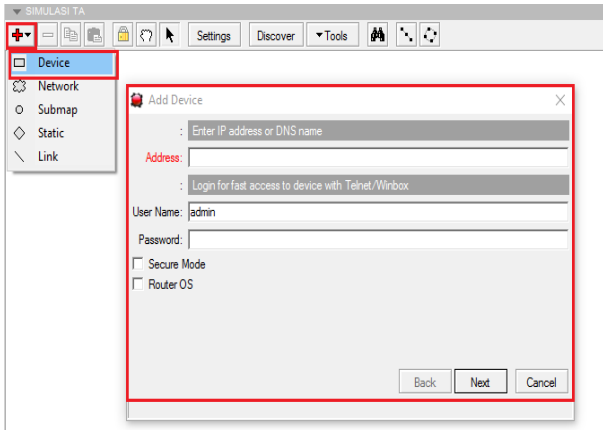 SIMULASI TA
Settings Discover Tools
Device
Network
Submap
Static
Link
Add Device
: Enter IP address or DNS name
Address:
: Login for fast access to device with Telnet/Winbox
User Name: admin
Password:
Secure Mode
Router OS
Back Next Cancel